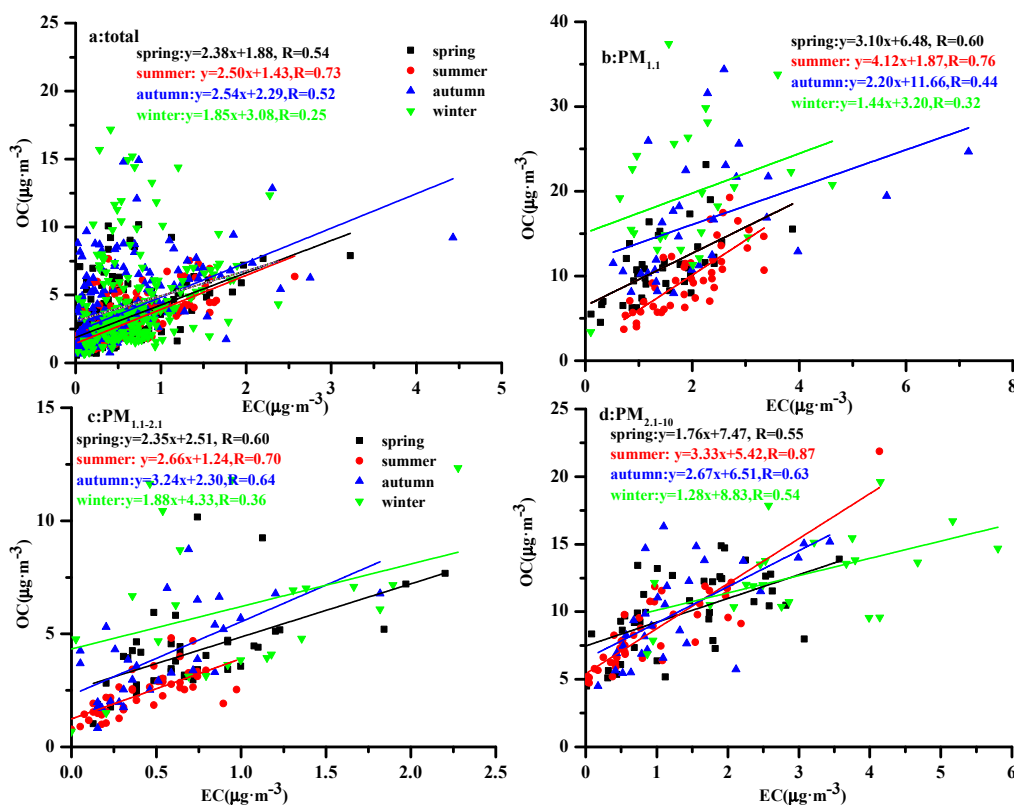 a:total
spring:y=2.38x+1.88, R=0.54
summer: y=2.50x+1.43,R=0.73
autumn:y=2.54x+2.29,R=0.52
winter:y=1.85x+3.08,R=0.25
spring
summer
autumn
winter
25
20
15
10
5
0
OC(μg·m⁻³)
0 1 2 3 4 5
EC(μg·m⁻³)
b:PM₁.₁
spring:y=3.10x+6.48, R=0.60
summer: y=4.12x+1.87,R=0.76
autumn:y=2.20x+11.66,R=0.44
winter:y=1.44x+3.20,R=0.32
40
30
20
10
0
OC(μg·m⁻³)
0 2 4 6 8
EC(μg·m⁻³)
c:PM₁.₁₋₂.₁
spring:y=2.35x+2.51, R=0.60
summer: y=2.66x+1.24,R=0.70
autumn:y=3.24x+2.30,R=0.64
winter:y=1.88x+4.33,R=0.36
spring
summer
autumn
winter
15
10
5
0
OC(μg·m⁻³)
0.0 0.5 1.0 1.5 2.0 2.5
EC(μg·m⁻³)
d:PM₂.₁₋₁₀
spring:y=1.76x+7.47, R=0.55
summer: y=3.33x+5.42,R=0.87
autumn:y=2.67x+6.51,R=0.63
winter:y=1.28x+8.83,R=0.54
25
20
15
10
5
0
OC(μg·m⁻³)
0 1 2 3 4 5 6
EC(μg·m⁻³)